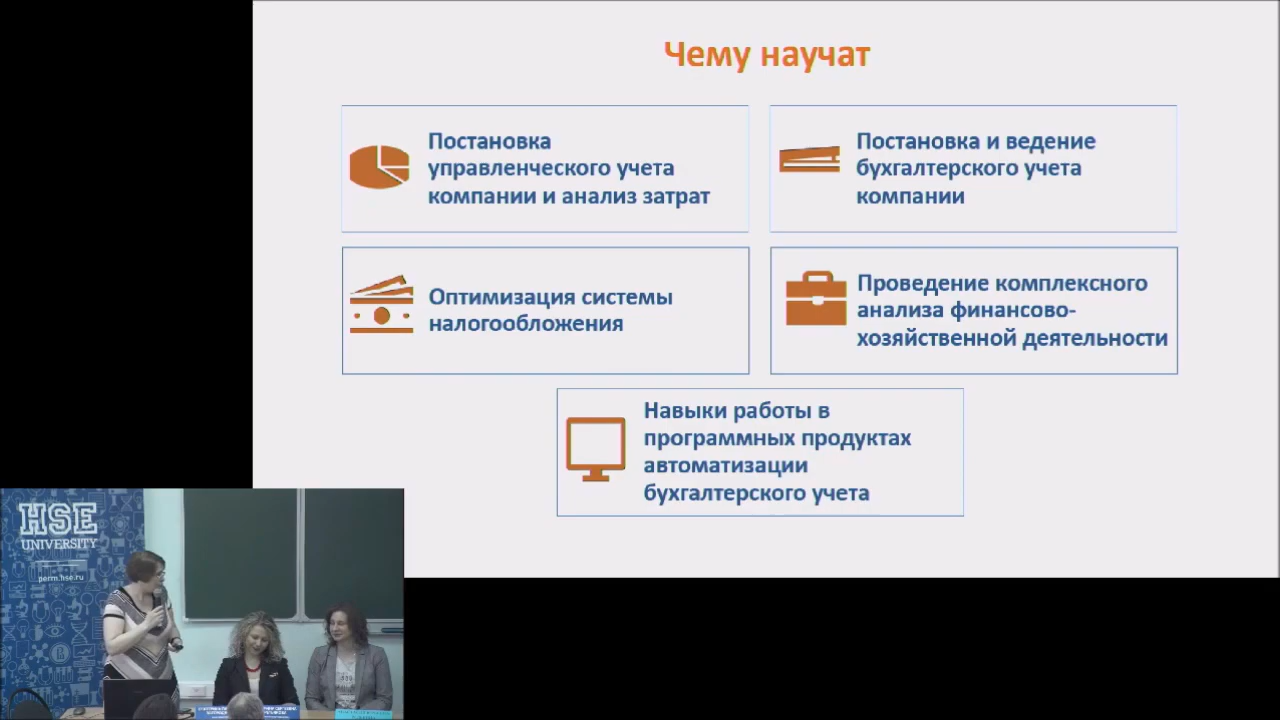 Чему научат
Постановка
управленческого учета
компании и анализ затрат
Постановка и ведение
бухгалтерского учета
компании
Оптимизация системы
налогообложения
Проведение комплексного
анализа финансово-
хозяйственной деятельности
Навыки работы в
программных продуктах
автоматизации
бухгалтерского учета
HSE
UNIVERSITY
perm.hse.ru